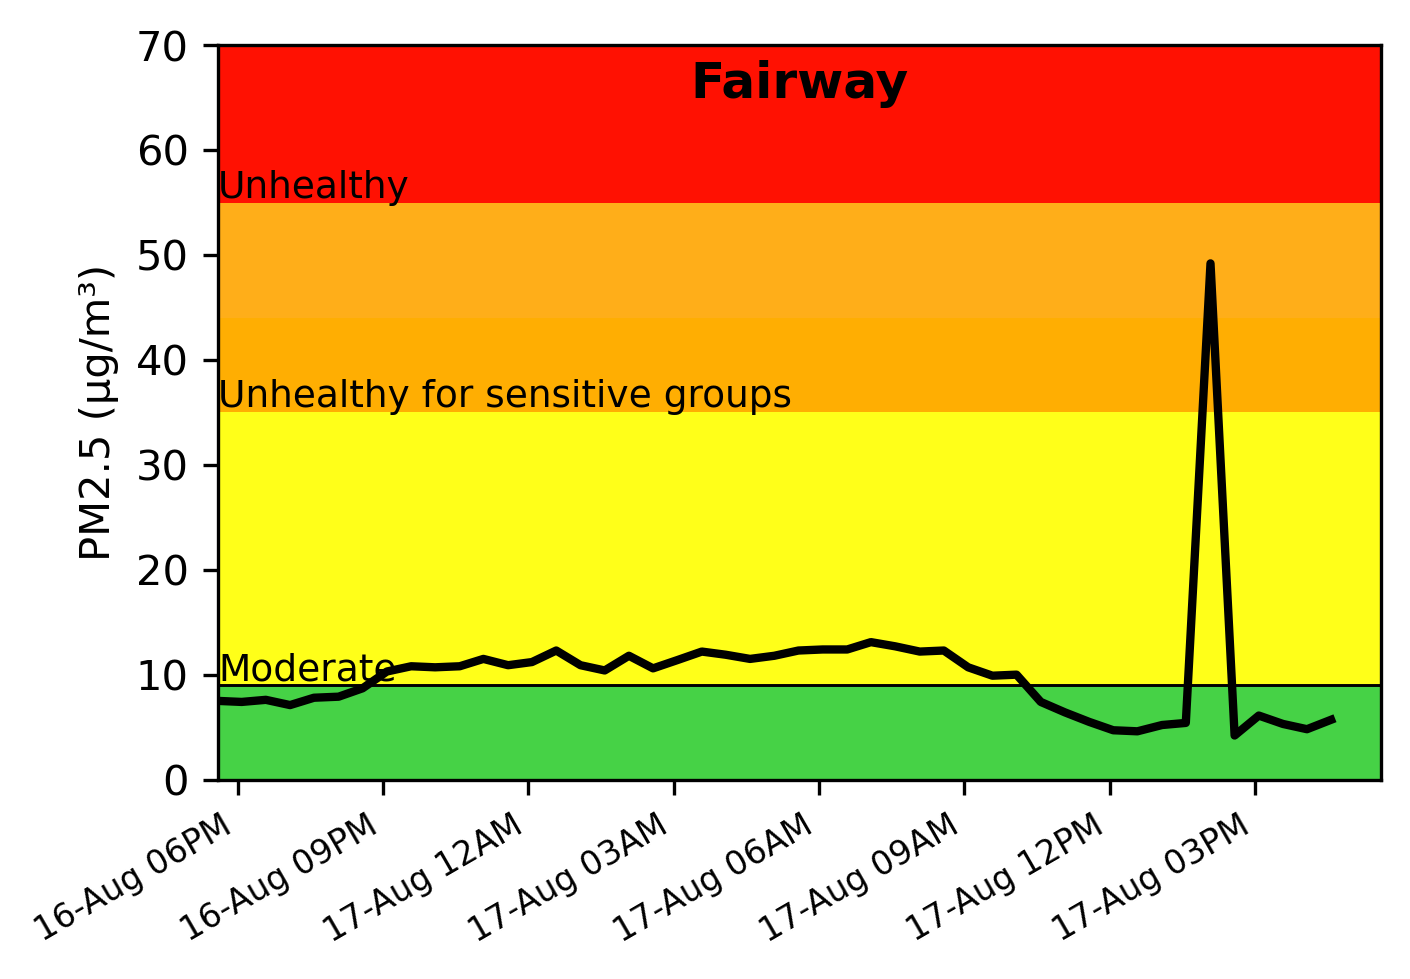 Fairway
PM2.5 (µg/m³)
70
60
50
40
30
20
10
0
Unhealthy
Unhealthy for sensitive groups
Moderate
16-Aug 06PM
16-Aug 09PM
17-Aug 12AM
17-Aug 03AM
17-Aug 06AM
17-Aug 09AM
17-Aug 12PM
17-Aug 03PM